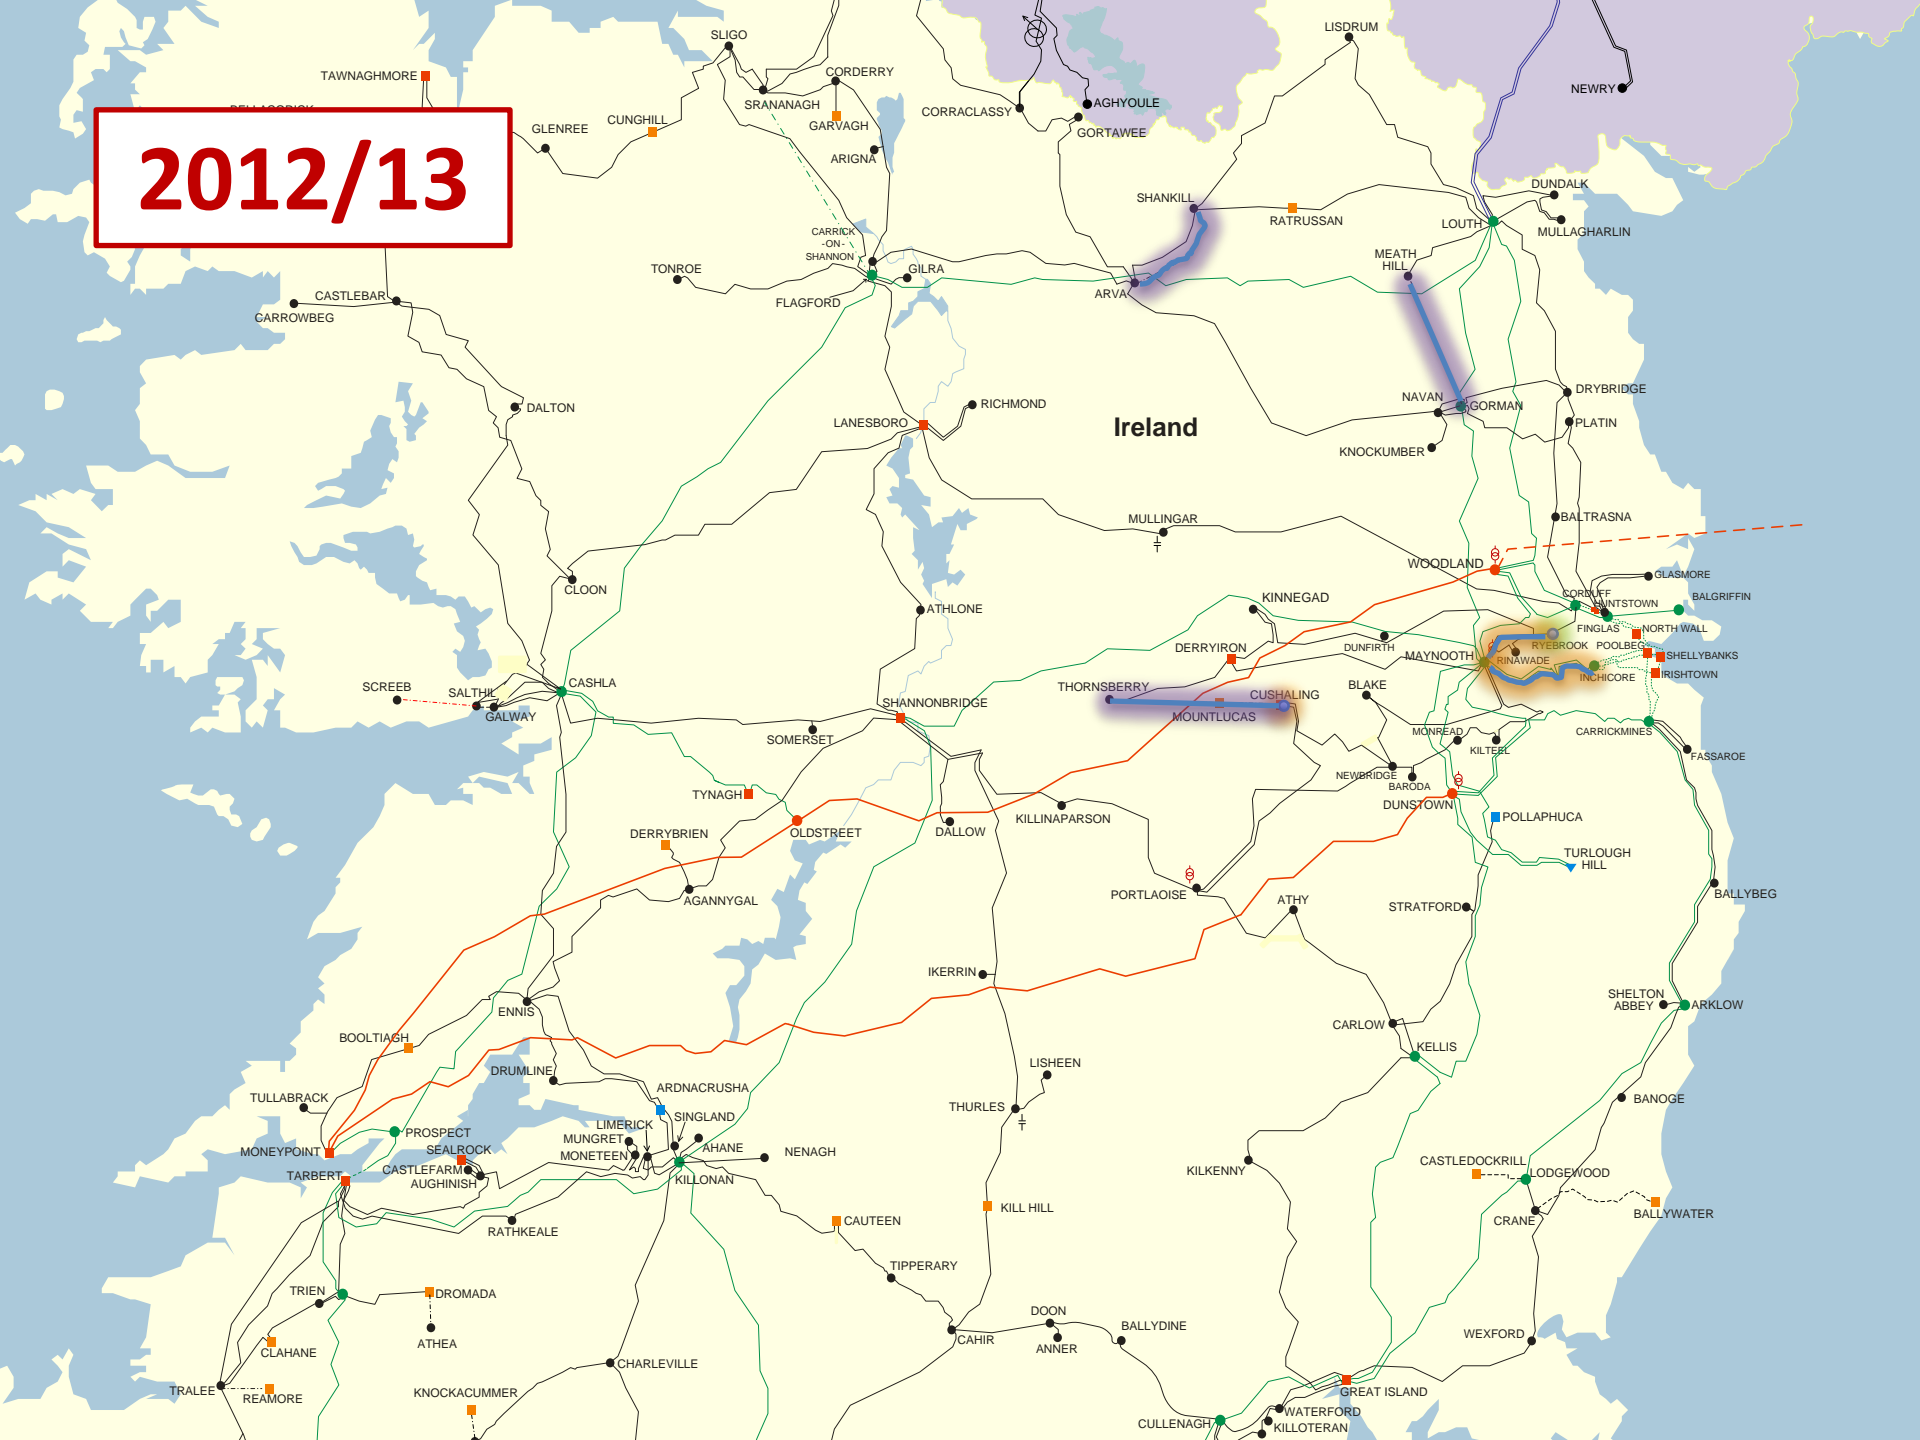 SLIGO
LISDRUM
TAWNAGHMORE
CORDERRY
NEWRY
SRANANAGH
AGHYOULE
CORRACLASSY
GLENREE
CUNGHILL
GARVAGH
GORTAWEE
2012/13
ARIGNA
DUNDALK
SHANKILL
RATRUSSAN
LOUTH
MULLAGHARLIN
CARRICK
-ON-
SHANNON
MEATH
HILL
TONROE
GILRA
CASTLEBAR
FLAGFORD
ARVA
CARROWBEG
DRYBRIDGE
NAVAN
GORMAN
DALTON
RICHMOND
LANESBORO
Ireland
PLATIN
KNOCKUMBER
MULLINGAR
BALTRASNA
WOODLAND
GLASMORE
CLOON
CORDUFF
HUNTSTOWN
BALGRIFFIN
KINNEGAD
ATHLONE
FINGLAS
NORTH WALL
DERRYIRON
DUNFIRTH
RYEBROOK
POOLBEG
MAYNOOTH
RINAWADE
SHELLYBANKS
INCHICORE
IRISHTOWN
SCREEB
SALTHILL
CASHLA
THORNSBERRY
CUSHALING
BLAKE
GALWAY
SHANNONBRIDGE
MOUNTLUCAS
SOMERSET
MONREAD
KILTEEL
CARRICKMINES
FASSAROE
NEWBRIDGE
BARODA
TYNAGH
DUNSTOWN
DERRYBRIEN
OLDSTREET
DALLOW
KILLINAPARSON
POLLAPHUCA
TURLOUGH
HILL
PORTLAOISE
ATHY
AGANNYGAL
STRATFORD
BALLYBEG
IKERRIN
ENNIS
SHELTON
ABBEY
ARKLOW
BOOLTIAGH
CARLOW
KELLIS
DRUMLINE
LISHEEN
TULLABRACK
ARDNACRUSHA
THURLES
BANOGE
LIMERICK
SINGLAND
PROSPECT
MUNGRET
MONEYPOINT
SEALROCK
MONETEEN
AHANE
NENAGH
TARBERT
CASTLEFARM
AUGHINISH
KILLONAN
KILKENNY
CASTLEDOCKRILL
LODGEWOOD
KILL HILL
CRANE
BALLYWATER
RATHKEALE
CAUTEEN
TIPPERARY
TRIEN
DROMADA
DOON
BALLYDINE
CAHIR
ANNER
WEXFORD
CLAHANE
ATHEA
CHARLEVILLE
TRALEE
REAMORE
KNOCKACUMMER
GREAT ISLAND
CULLENAGH
WATERFORD
KILLOTERAN